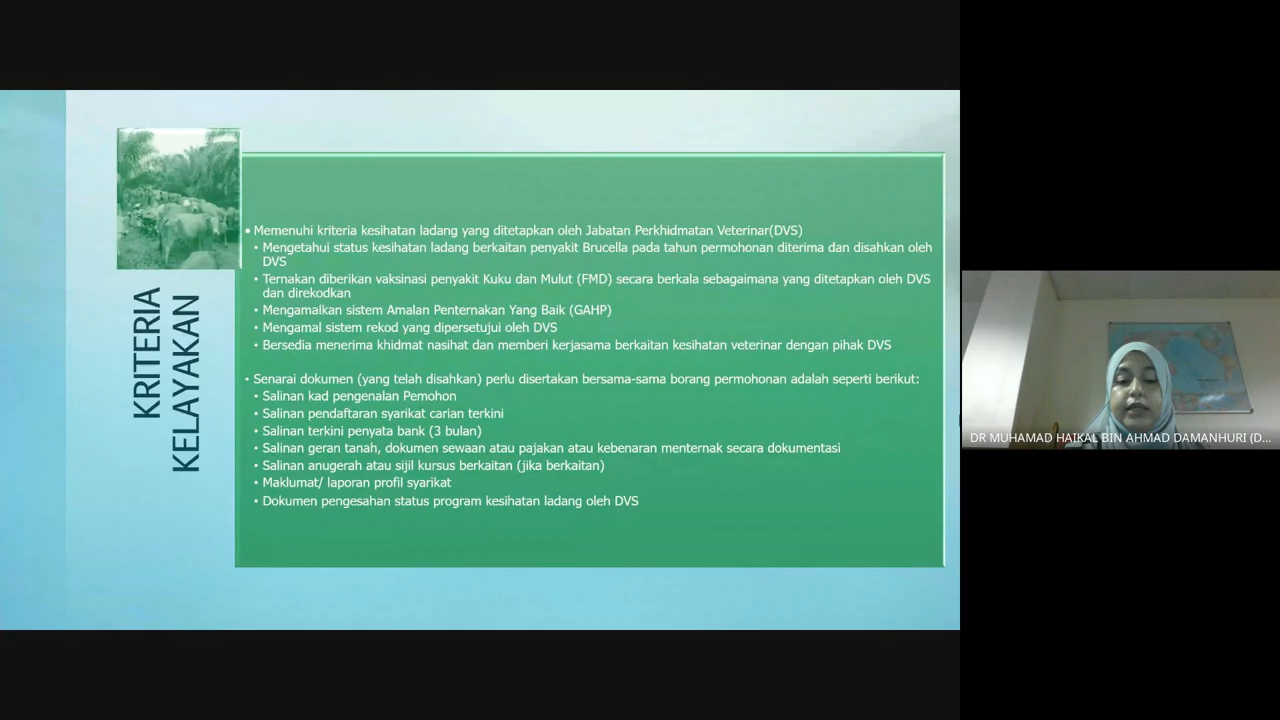 KRITERIA
KELAYAKAN
• Memenuhi kriteria kesihatan ladang yang ditetapkan oleh Jabatan Perkhidmatan Veterinar(DVS)
• Mengetahui status kesihatan ladang berkaitan penyakit Brucella pada tahun permohonan diterima dan disahkan oleh
DVS
• Ternakan diberikan vaksinasi penyakit Kuku dan Mulut (FMD) secara berkala sebagaimana yang ditetapkan oleh DVS
dan direkodkan
• Mengamalkan sistem Amalan Penternakan Yang Baik (GAHP)
• Mengamal sistem rekod yang dipersetujui oleh DVS
• Bersedia menerima khidmat nasihat dan memberi kerjasama berkaitan kesihatan veterinar dengan pihak DVS
• Senarai dokumen (yang telah disahkan) perlu disertakan bersama-sama borang permohonan adalah seperti berikut:
• Salinan kad pengenalan Pemohon
• Salinan pendaftaran syarikat carian terkini
• Salinan terkini penyata bank (3 bulan)
• Salinan geran tanah, dokumen sewaan atau pajakan atau kebenaran menternak secara dokumentasi
• Salinan anugerah atau sijil kursus berkaitan (jika berkaitan)
• Maklumat/ laporan profil syarikat
• Dokumen pengesahan status program kesihatan ladang oleh DVS
DR MUHAMAD HAIKAL BIN AHMAD DAMANHURI (D...